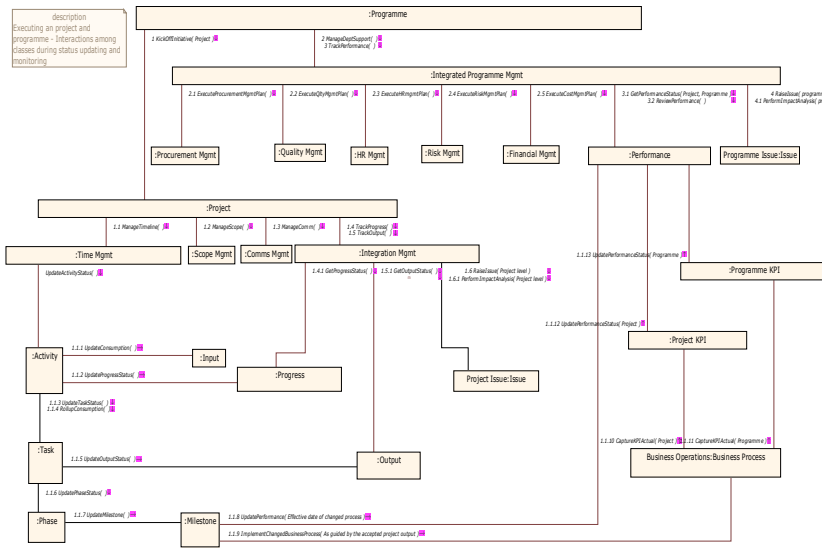 :Programme
description
Executing an project and
programme - Interactions among
classes during status updating and
monitoring
1 KickOffInitiative( Project )
2 ManageDeptSupport( )
3 TrackPerformance( )
:Integrated Programme Mgmt
2.1 ExecuteProcurementMgmtPlan( )
2.2 ExecuteQltyMgmtPlan( )
2.3 ExecuteHRmgmtPlan( )
2.4 ExecuteRiskMgmtPlan( )
2.5 ExecuteCostMgmtPlan( )
3.1 GetPerformanceStatus( Project, Programme )
3.2 ReviewPerformance( )
4 RaiseIssue( program
4.1 PerformImpactAnalysis( p
:Procurement Mgmt
:Quality Mgmt
:HR Mgmt
:Risk Mgmt
:Financial Mgmt
:Performance
Programme Issue:Issue
:Project
1.1 ManageTimeline( )
1.2 ManageScope( )
1.3 ManageComm( )
1.4 TrackProgress( )
1.5 TrackOutput( )
:Time Mgmt
:Scope Mgmt
:Comms Mgmt
:Integration Mgmt
1.1.13 UpdatePerformanceStatus( Programme )
UpdateActivityStatus( )
1.4.1 GetProgressStatus( )
1.5.1 GetOutputStatus( )
1.6 RaiseIssue( Project level )
1.6.1 PerformImpactAnalysis( Project level )
:Programme KPI
1.1.12 UpdatePerformanceStatus( Project )
:Project KPI
1.1.1 UpdateConsumption( )
:Activity
:Input
1.1.2 UpdateProgressStatus( )
:Progress
Project Issue:Issue
1.1.3 UpdateTaskStatus( )
1.1.4 RollupConsumption( )
1.1.10 CaptureKPIActual( Project )
1.1.11 CaptureKPIActual( Programme )
:Task
1.1.5 UpdateOutputStatus( )
:Output
Business Operations:Business Process
1.1.6 UpdatePhaseStatus( )
:Phase
1.1.7 UpdateMilestone( )
:Milestone
1.1.8 UpdatePerformance( Effective date of changed process )
1.1.9 ImplementChangedBusinessProcess( As guided by the accepted project output )